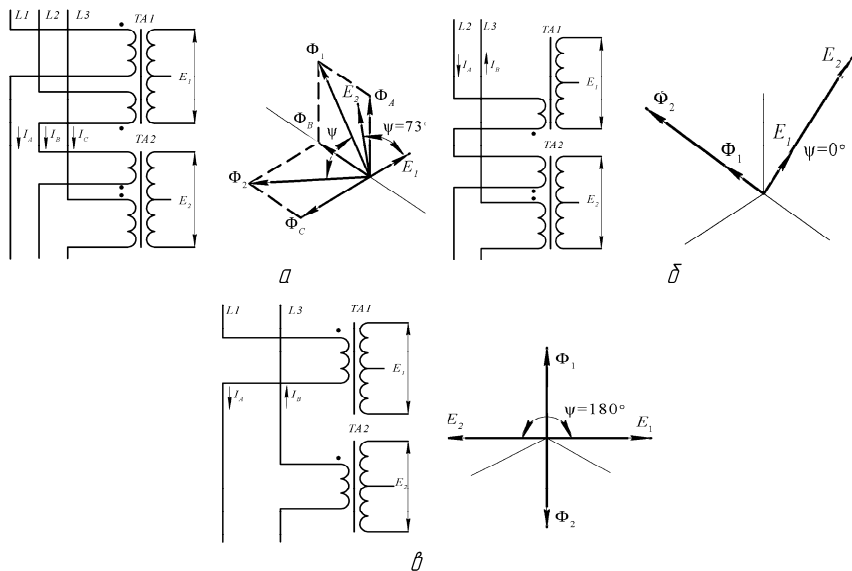 L1 L2 L3 TA1
E1
IA IB IC TA2
E2
Φ1
E2 ΦA
ΦB ψ ψ=73°
E1
Φ2
ΦC
а
L2 L3 TA1
IA IB E1
TA2
E2
E2
Φ2
Φ1 E1 ψ=0°
б
L1 L3 TA1
E1
IA IB
TA2
E2
Φ1
ψ=180°
E2 E1
Φ2
в